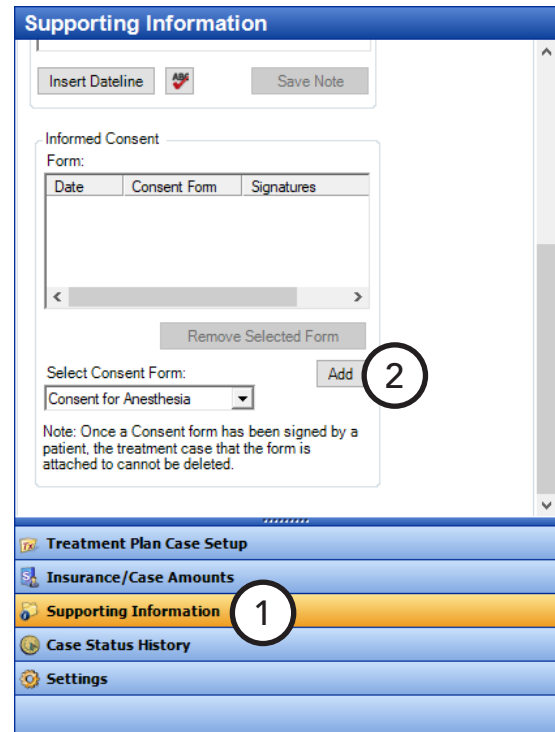 Supporting Information
Insert Dateline ABC Save Note
Informed Consent
Form:
Date Consent Form Signatures
Remove Selected Form
Select Consent Form: Add 2
Consent for Anesthesia
Note: Once a Consent form has been signed by a
patient, the treatment case that the form is
attached to cannot be deleted.
Treatment Plan Case Setup
Insurance/Case Amounts
Supporting Information 1
Case Status History
Settings